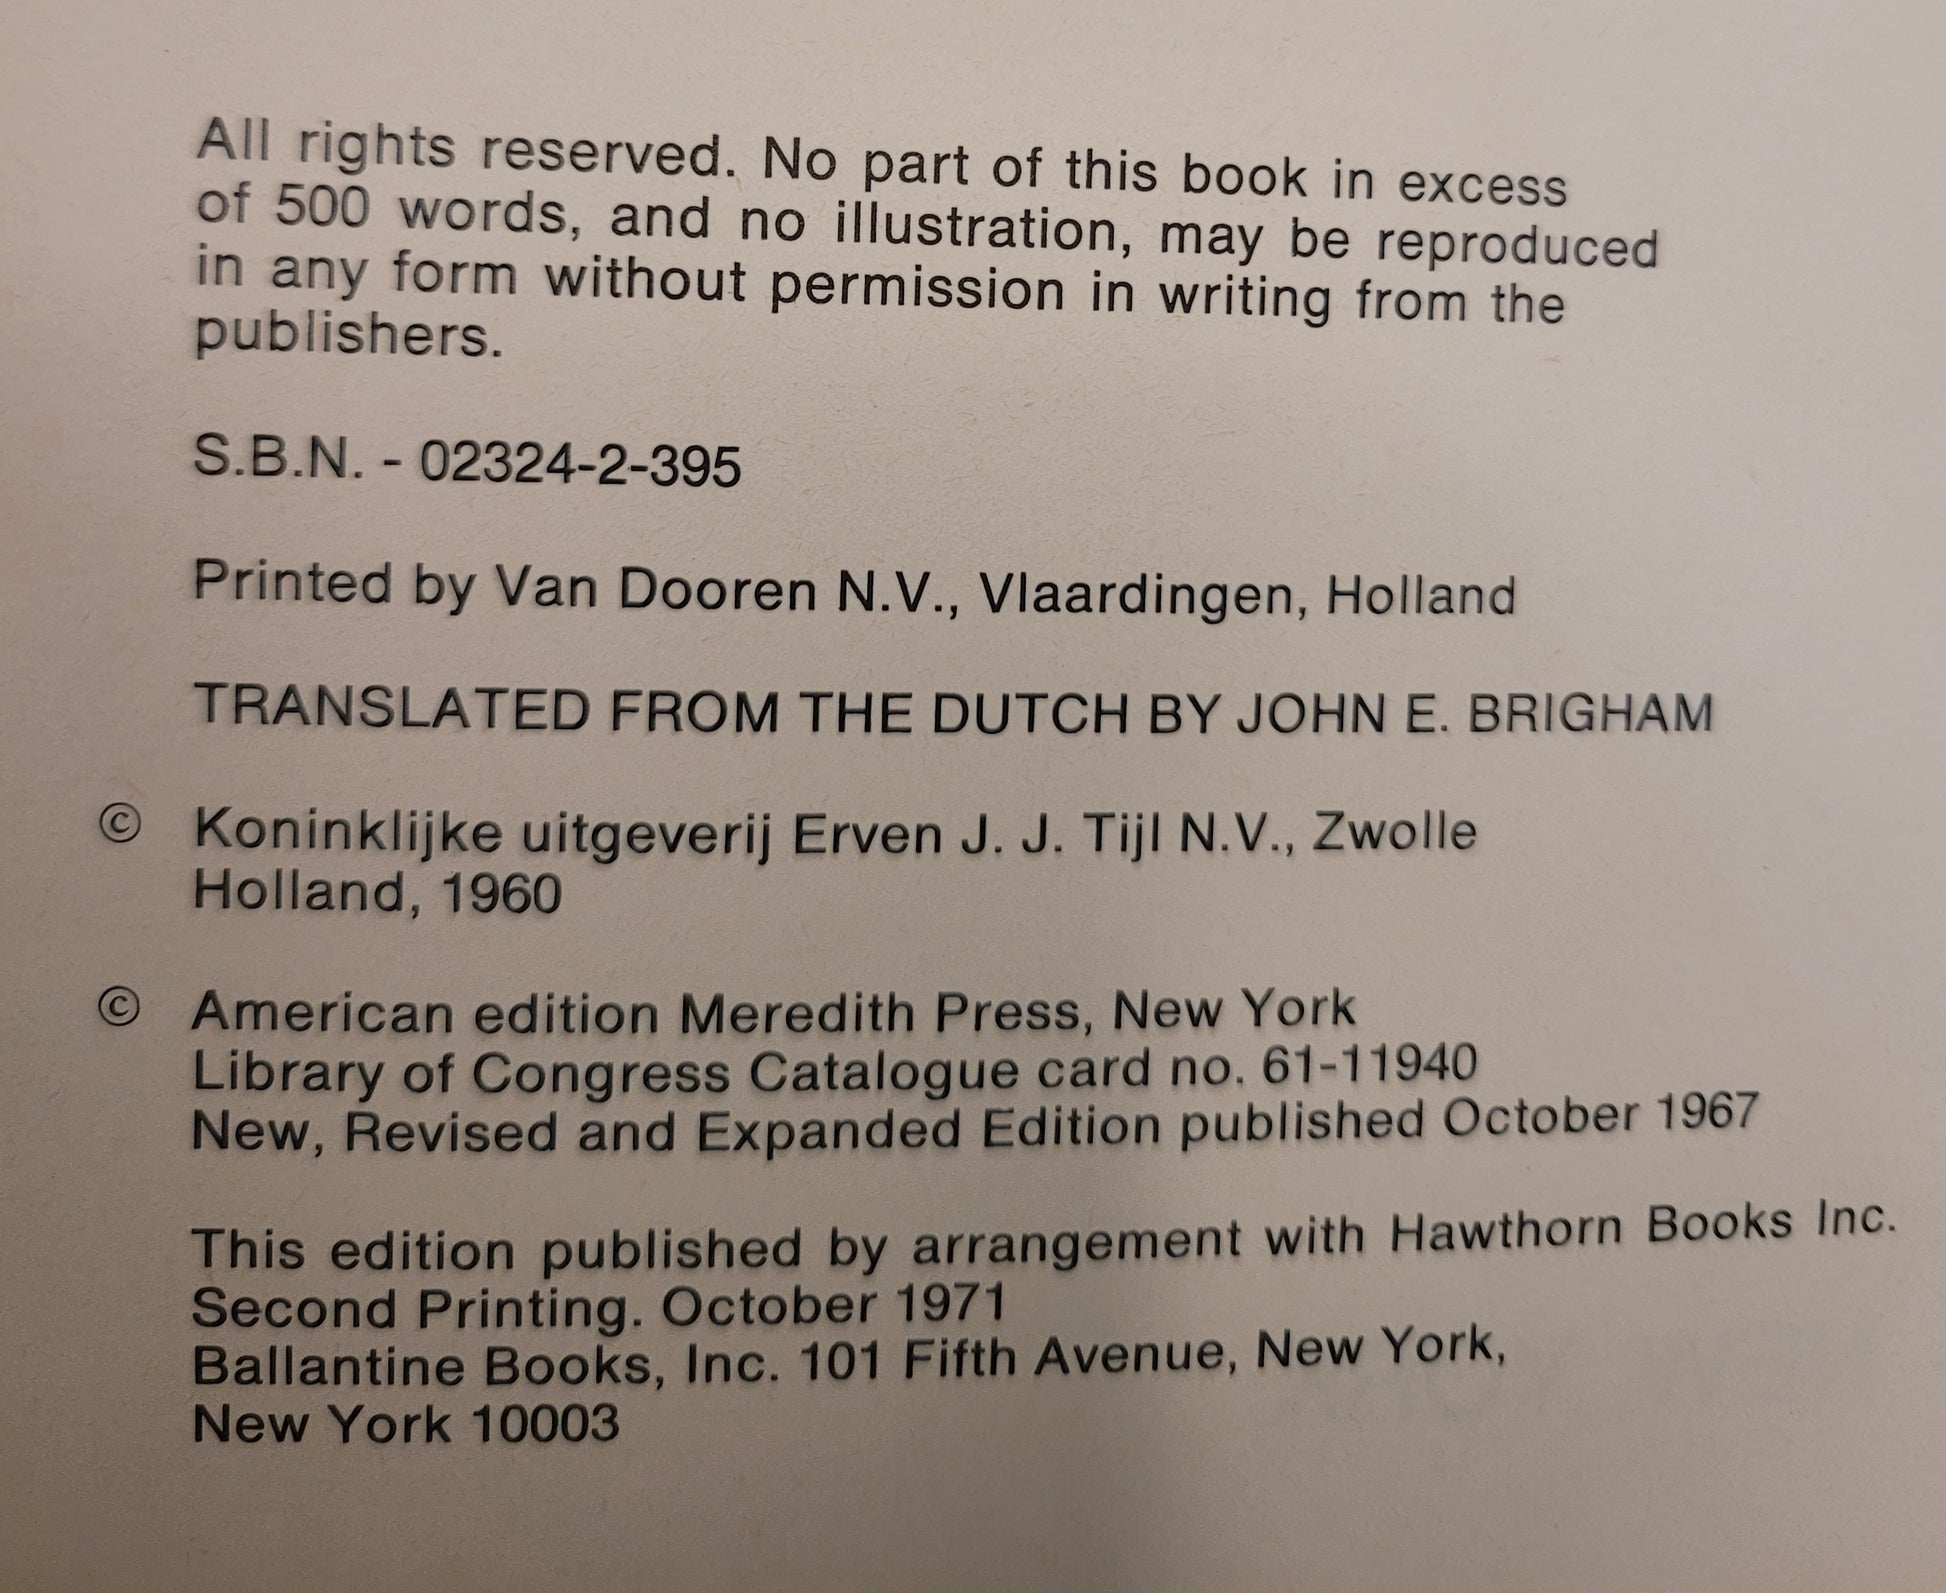 All rights reserved. No part of this book in excess
of 500 words, and no illustration, may be reproduced
in any form without permission in writing from the
publishers.
S.B.N. - 02324-2-395
Printed by Van Dooren N.V., Vlaardingen, Holland
TRANSLATED FROM THE DUTCH BY JOHN E. BRIGHAM
© Koninklijke uitgeverij Erven J. J. Tijl N.V., Zwolle
Holland, 1960
© American edition Meredith Press, New York
Library of Congress Catalogue card no. 61-11940
New, Revised and Expanded Edition published October 1967
This edition published by arrangement with Hawthorn Books Inc.
Second Printing. October 1971
Ballantine Books, Inc. 101 Fifth Avenue, New York,
New York 10003